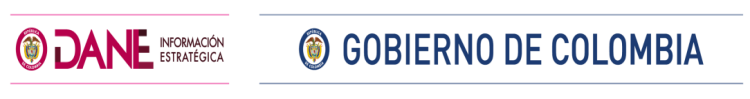 DANE INFORMACIÓN
ESTRATÉGICA
GOBIERNO DE COLOMBIA